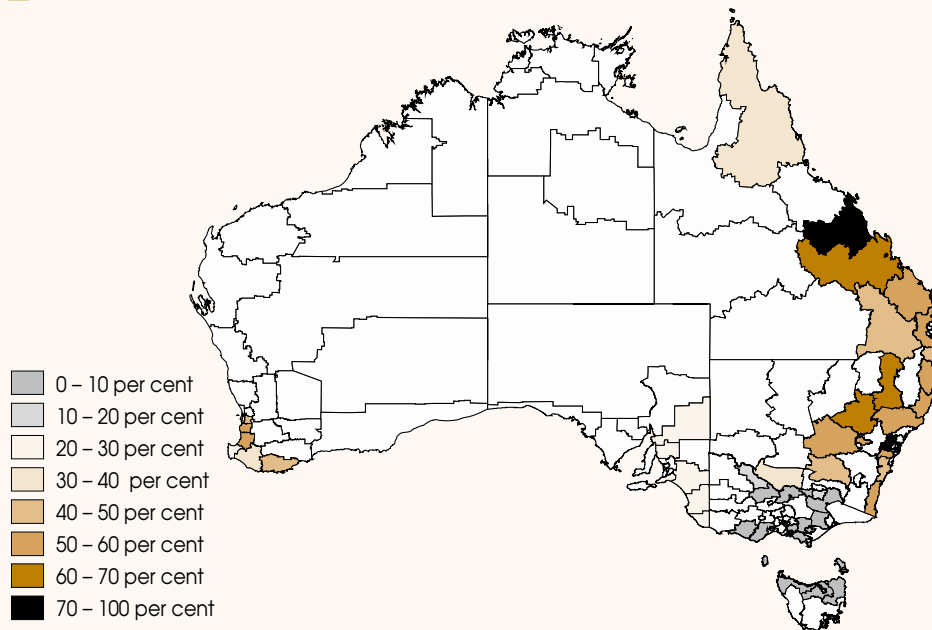 0 – 10 per cent
10 – 20 per cent
20 – 30 per cent
30 – 40 per cent
40 – 50 per cent
50 – 60 per cent
60 – 70 per cent
70 – 100 per cent